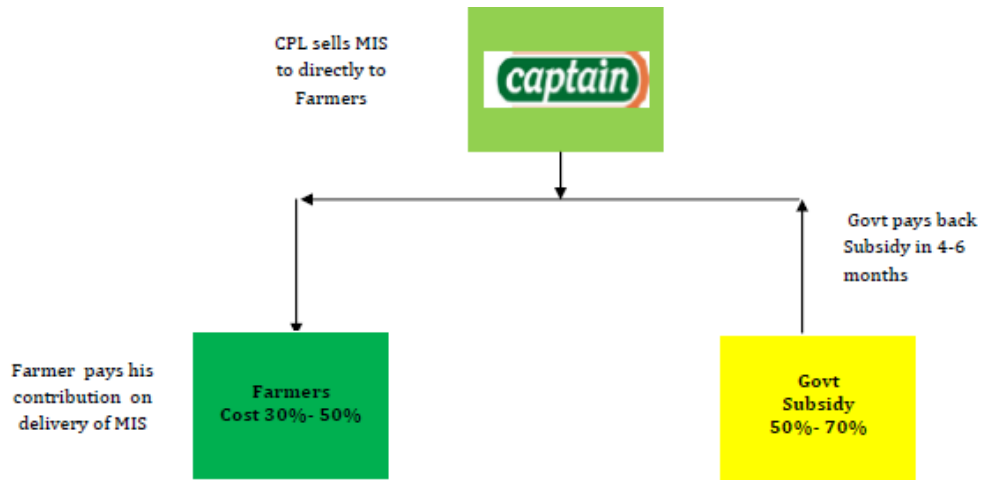 CPL sells MIS
to directly to
Farmers
captain
Govt pays back
Subsidy in 4-6
months
Farmer pays his
contribution on
delivery of MIS
Farmers
Cost 30%- 50%
Govt
Subsidy
50%- 70%